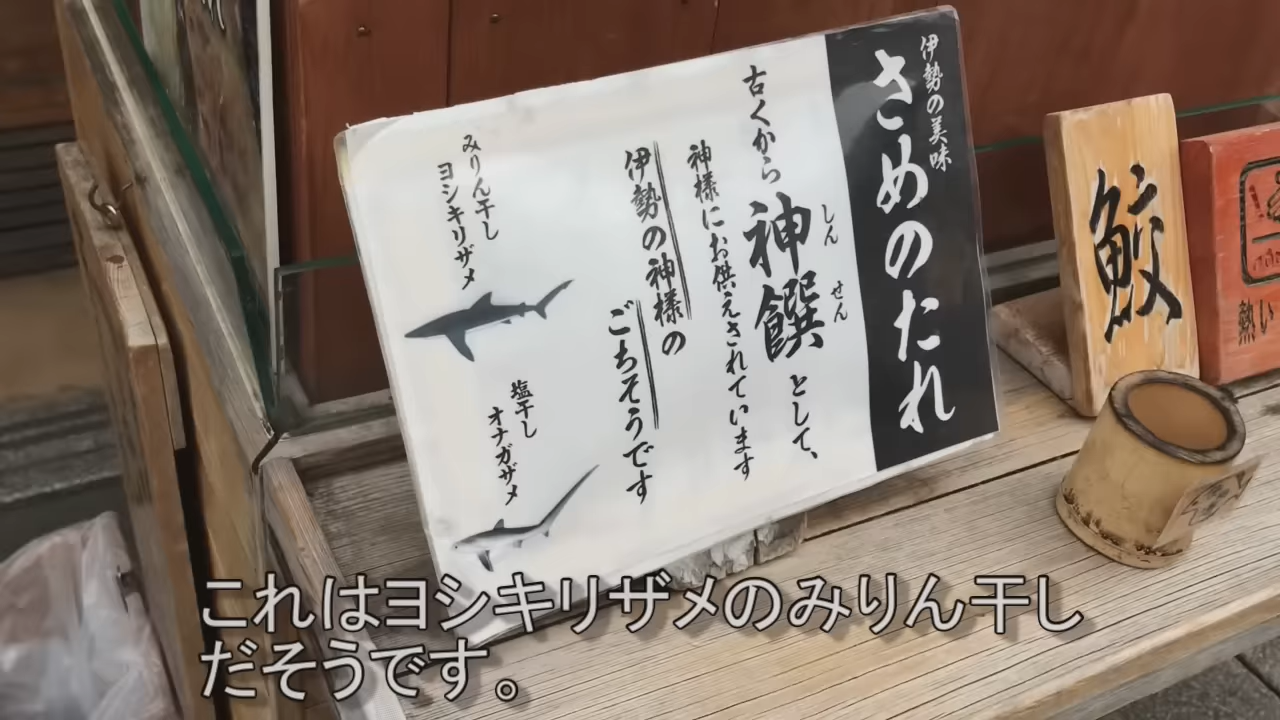 伊勢の美味
さめのたれ
しん せん
古くから神饌として、
神様にお供えされています
伊勢の神様の
ごちそうです
みりん干し
ヨシキリザメ
塩干し
オナガザメ
鮫
熱い
これはヨシキリザメのみりん干し
だそうです。